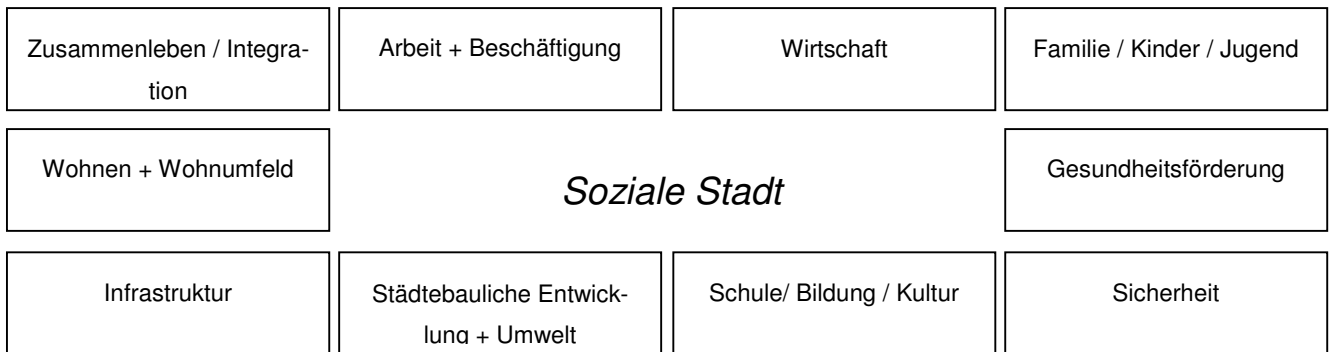 Zusammenleben / Integra-
tion
Arbeit + Beschäftigung
Wirtschaft
Familie / Kinder / Jugend
Wohnen + Wohnumfeld
Soziale Stadt
Gesundheitsförderung
Infrastruktur
Städtebauliche Entwick-
lung + Umwelt
Schule/ Bildung / Kultur
Sicherheit